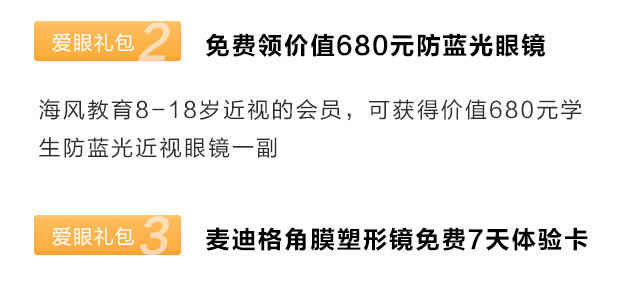 爱眼礼包2 免费领价值680元防蓝光眼镜
海风教育8-18岁近视的会员，可获得价值680元学
生防蓝光近视眼镜一副
爱眼礼包3 麦迪格角膜塑形镜免费7天体验卡